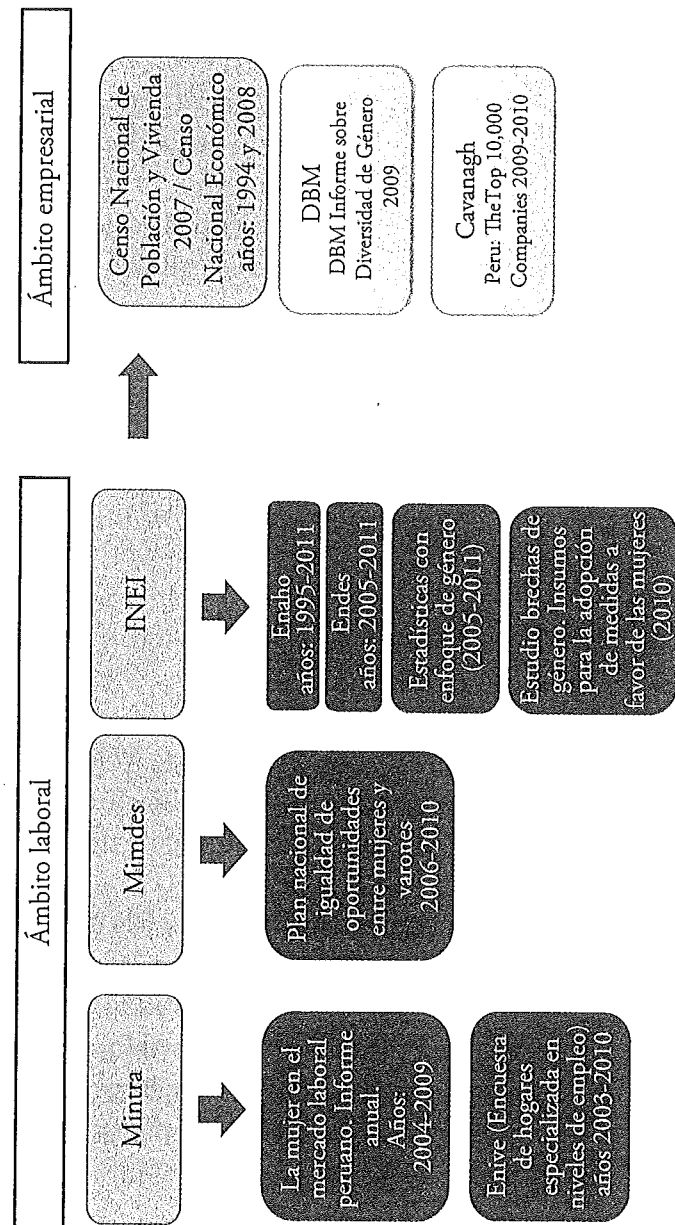 Ámbito laboral
Mintra
La mujer en el
mercado laboral
peruano. Informe
anual.
Años:
2004-2009
Enive (Encuesta
de hogares
especializada en
niveles de empleo)
años 2003-2010
Mimdes
Plan nacional de
igualdad de
oportunidades
entre mujeres y
varones
2006-2010
INEI
Enaho
años: 1995-2011
Endes
años: 2005-2011
Estadísticas con
enfoque de género
(2005-2011)
Estudio brechas de
género. Insumos
para la adopción
de medidas a
favor de las mujeres
(2010)
Ámbito empresarial
Censo Nacional de
Población y Vivienda
2007 / Censo
Nacional Económico
años: 1994 y 2008
DBM
DBM Informe sobre
Diversidad de Género
2009
Cavanagh
Peru: TheTop 10,000
Companies 2009-2010